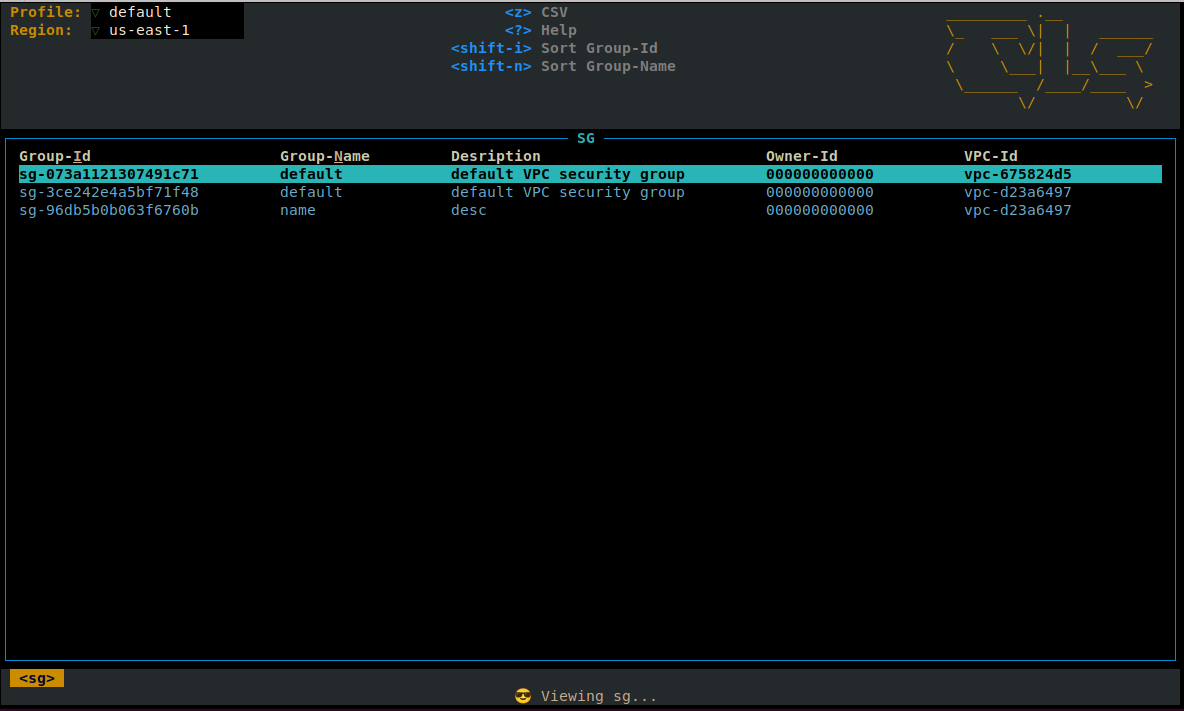 Profile: ▽ default
Region: ▽ us-east-1
<z> CSV
<?> Help
<shift-i> Sort Group-Id
<shift-n> Sort Group-Name
SG
Group-Id Group-Name Desription Owner-Id VPC-Id
sg-073a1121307491c71 default default VPC security group 000000000000 vpc-675824d5
sg-3ce242e4a5bf71f48 default default VPC security group 000000000000 vpc-d23a6497
sg-96db5b0b063f6760b name desc 000000000000 vpc-d23a6497
<sg>
😎 Viewing sg...